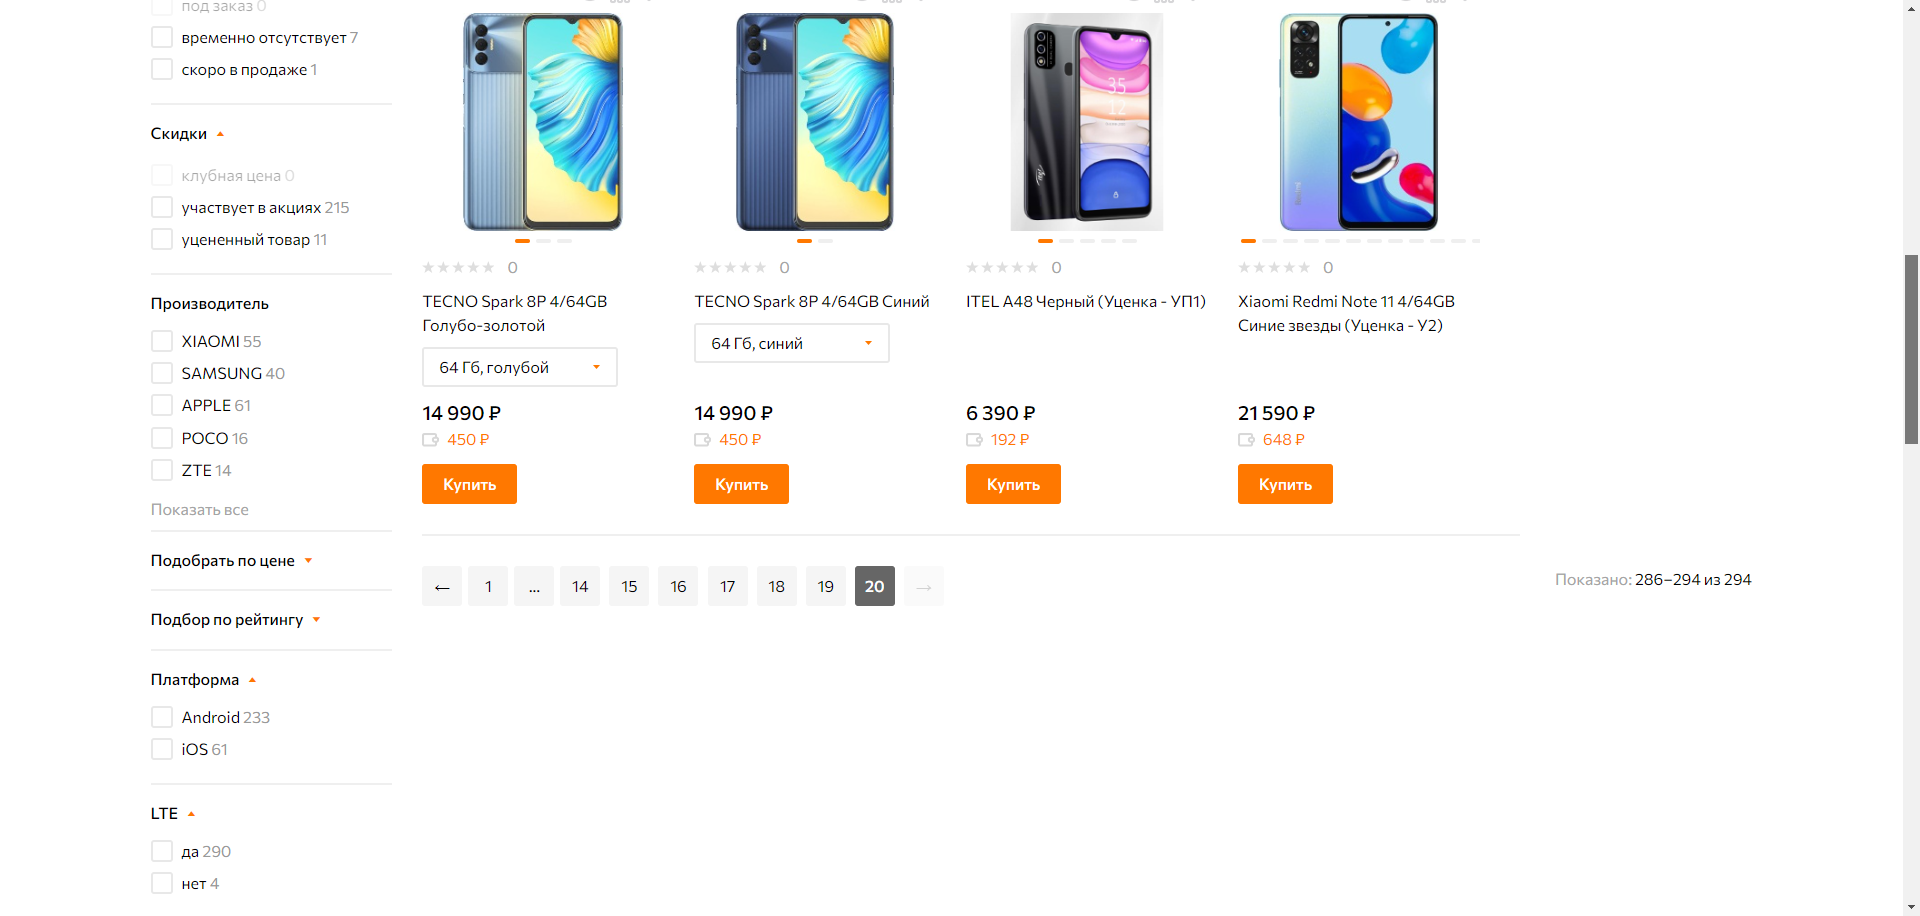 под заказ 0
временно отсутствует 7
скоро в продаже 1
Скидки
клубная цена 0
участвует в акциях 215
уцененный товар 11
Производитель
XIAOMI 55
SAMSUNG 40
APPLE 61
POCO 16
ZTE 14
Показать все
Подобрать по цене
Подбор по рейтингу
Платформа
Android 233
iOS 61
LTE
да 290
нет 4
0
TECNO Spark 8P 4/64GB
Голубо-золотой
64 Гб, голубой
14 990 ₽
450 ₽
Купить
0
TECNO Spark 8P 4/64GB Синий
64 Гб, синий
14 990 ₽
450 ₽
Купить
35
12
itel
0
ITEL A48 Черный (Уценка - УП1)
6 390 ₽
192 ₽
Купить
Redmi
0
Xiaomi Redmi Note 11 4/64GB
Синие звезды (Уценка - У2)
21 590 ₽
648 ₽
Купить
← 1 ... 14 15 16 17 18 19 20 →
Показано: 286–294 из 294